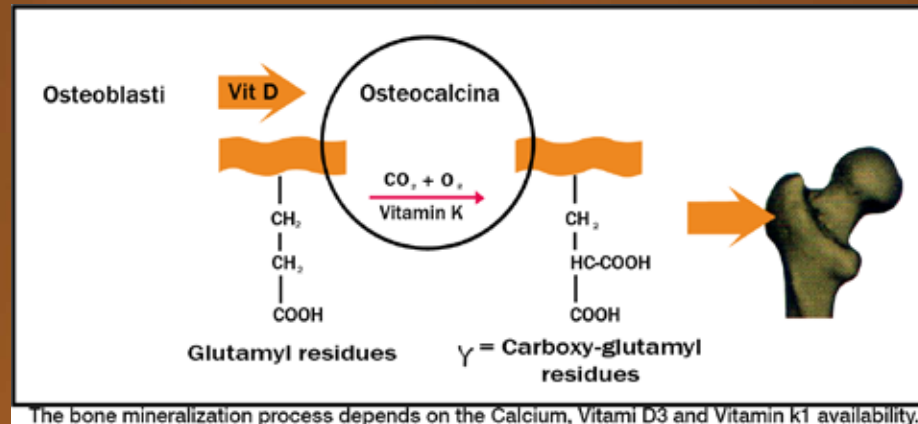 Osteoblasti
Vit D
Osteocalcina
CO₂ + O₂
Vitamin K
CH₂
CH₂
COOH
CH₂
HC-COOH
COOH
Glutamyl residues
γ = Carboxy-glutamyl
residues
The bone mineralization process depends on the Calcium, Vitami D3 and Vitamin k1 availability.